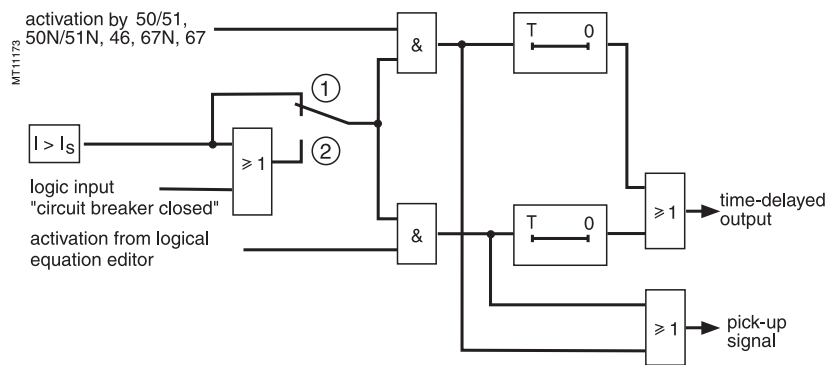 activation by 50/51,
50N/51N, 46, 67N, 67
MT11173
&
T 0
1
I > Is
≥ 1
2
logic input
"circuit breaker closed"
activation from logical
equation editor
&
T 0
≥ 1
time-delayed
output
≥ 1
pick-up
signal